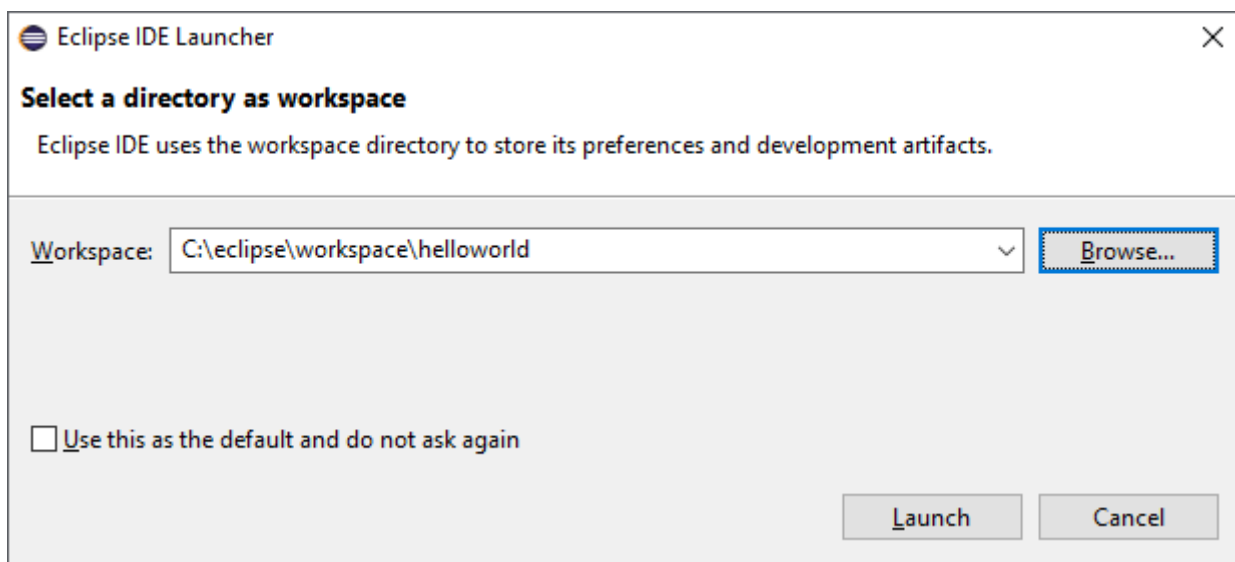 Eclipse IDE Launcher
Select a directory as workspace
Eclipse IDE uses the workspace directory to store its preferences and development artifacts.
Workspace: C:\eclipse\workspace\helloworld Browse...
Use this as the default and do not ask again
Launch Cancel